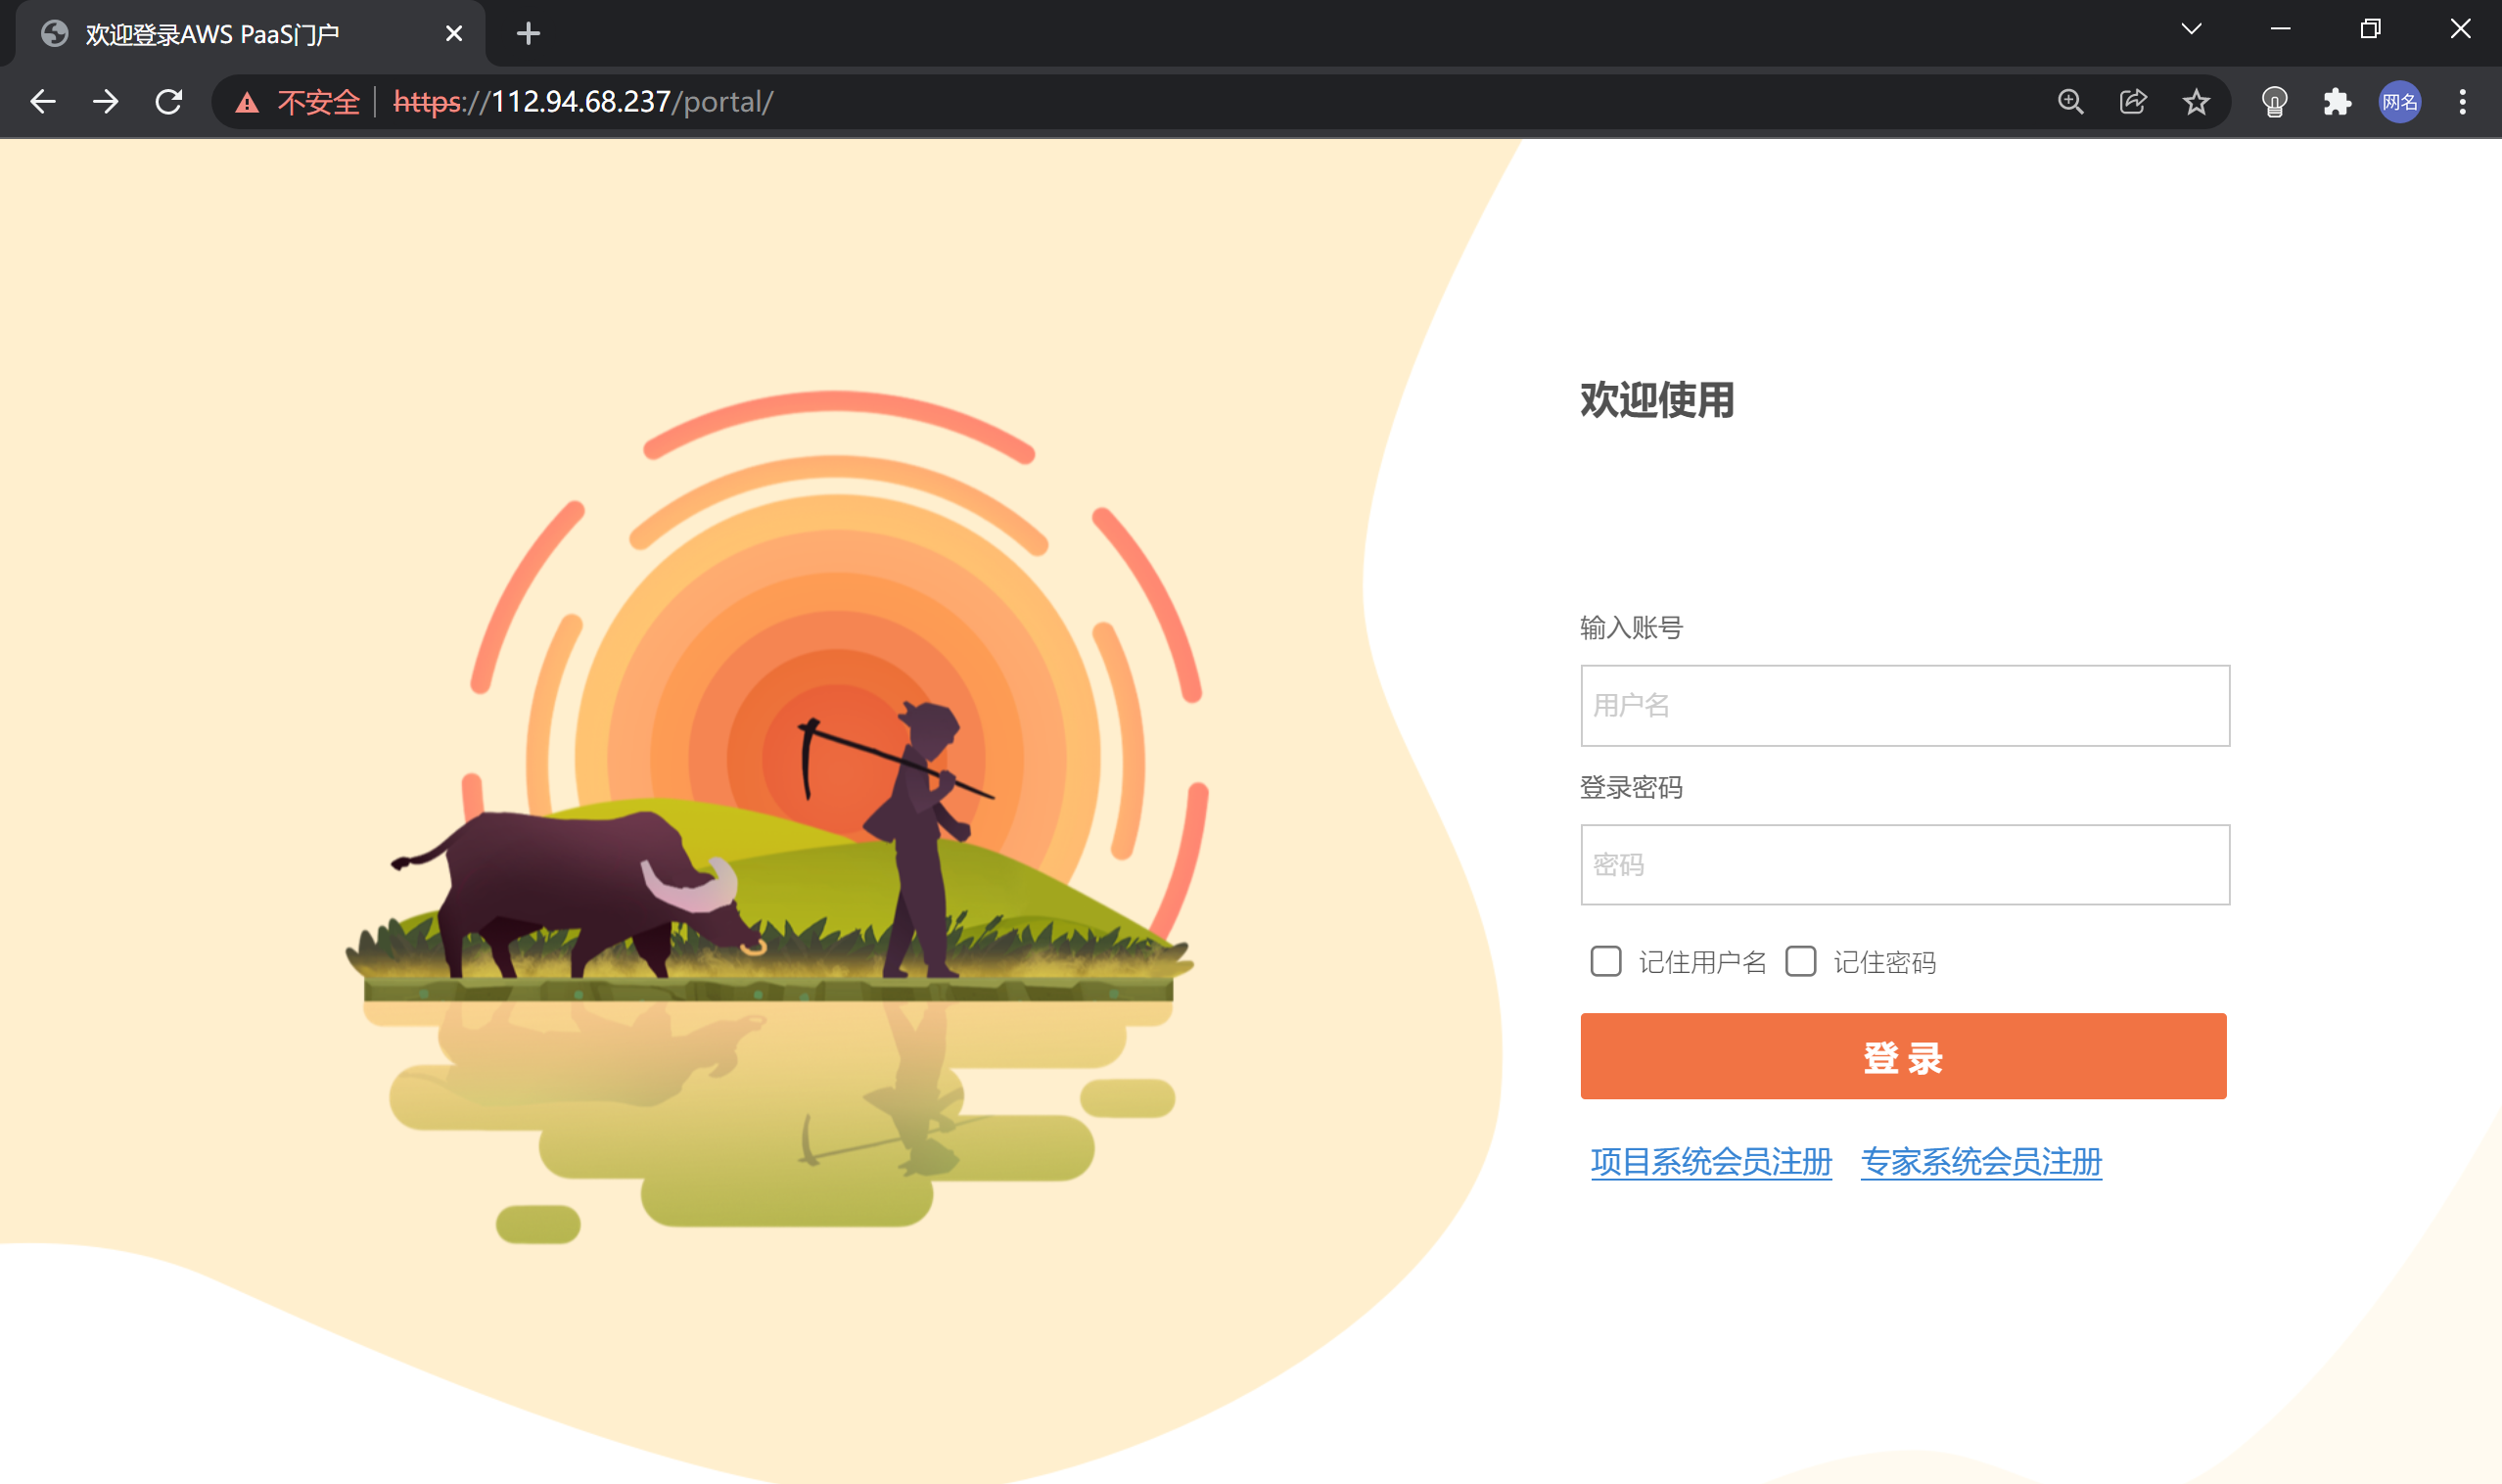 欢迎登录AWS PaaS门户
不安全 https://112.94.68.237/portal/
网名
欢迎使用
输入账号
用户名
登录密码
密码
记住用户名 记住密码
登 录
项目系统会员注册 专家系统会员注册